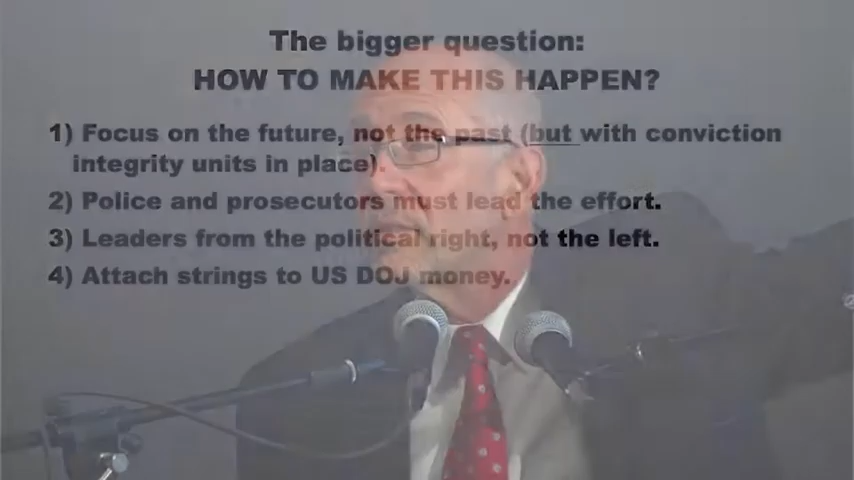 The bigger question:
HOW TO MAKE THIS HAPPEN?
1) Focus on the future, not the past (but with conviction
integrity units in place).
2) Police and prosecutors must lead the effort.
3) Leaders from the political right, not the left.
4) Attach strings to US DOJ money.